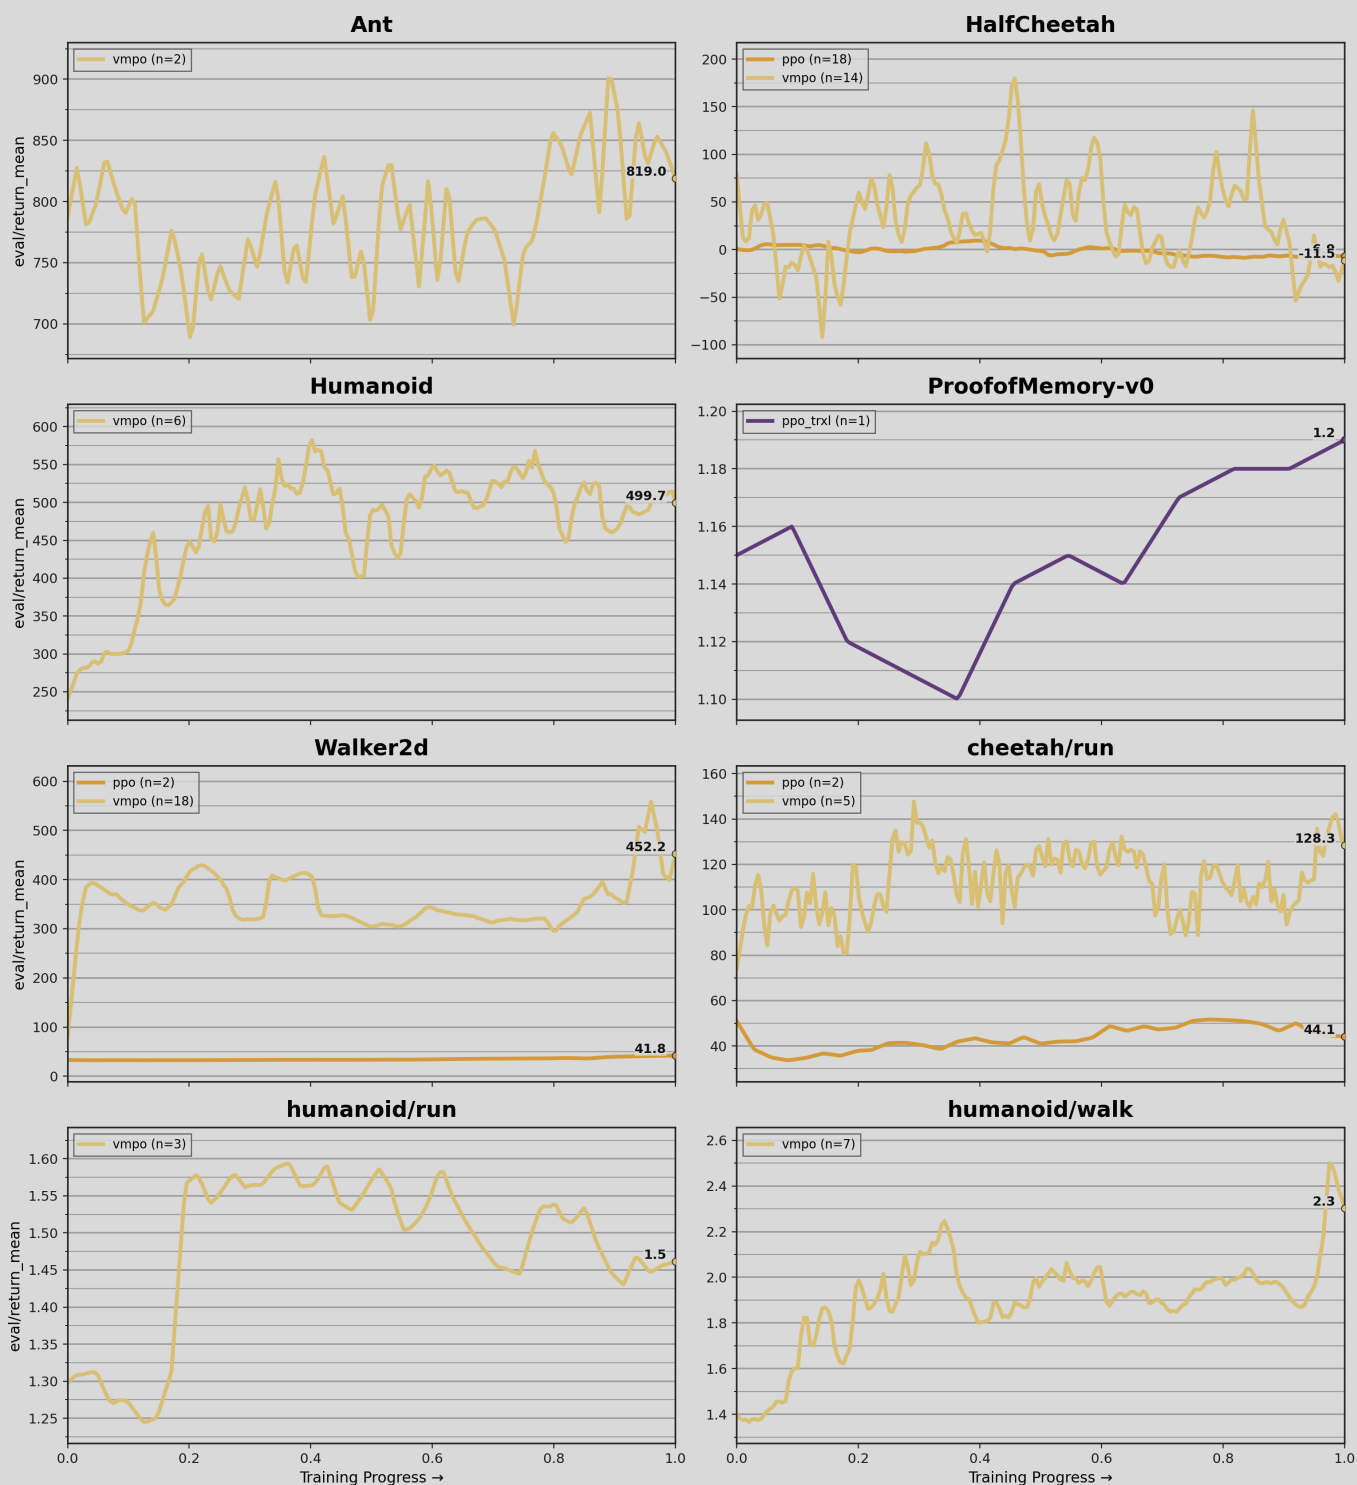 Ant
vmpo (n=2)
900
850
800
750
700
eval/return_mean
819.0
HalfCheetah
ppo (n=18)
vmpo (n=14)
200
150
100
50
0
−50
−100
-11.5
Humanoid
vmpo (n=6)
600
550
500
450
400
350
300
250
eval/return_mean
499.7
ProofofMemory-v0
ppo_trxl (n=1)
1.20
1.18
1.16
1.14
1.12
1.10
1.2
Walker2d
ppo (n=2)
vmpo (n=18)
600
500
400
300
200
100
0
eval/return_mean
452.2
41.8
cheetah/run
ppo (n=2)
vmpo (n=5)
160
140
120
100
80
60
40
128.3
44.1
humanoid/run
vmpo (n=3)
1.60
1.55
1.50
1.45
1.40
1.35
1.30
1.25
eval/return_mean
1.5
0.0 0.2 0.4 0.6 0.8 1.0
Training Progress →
humanoid/walk
vmpo (n=7)
2.6
2.4
2.2
2.0
1.8
1.6
1.4
2.3
0.0 0.2 0.4 0.6 0.8 1.0
Training Progress →